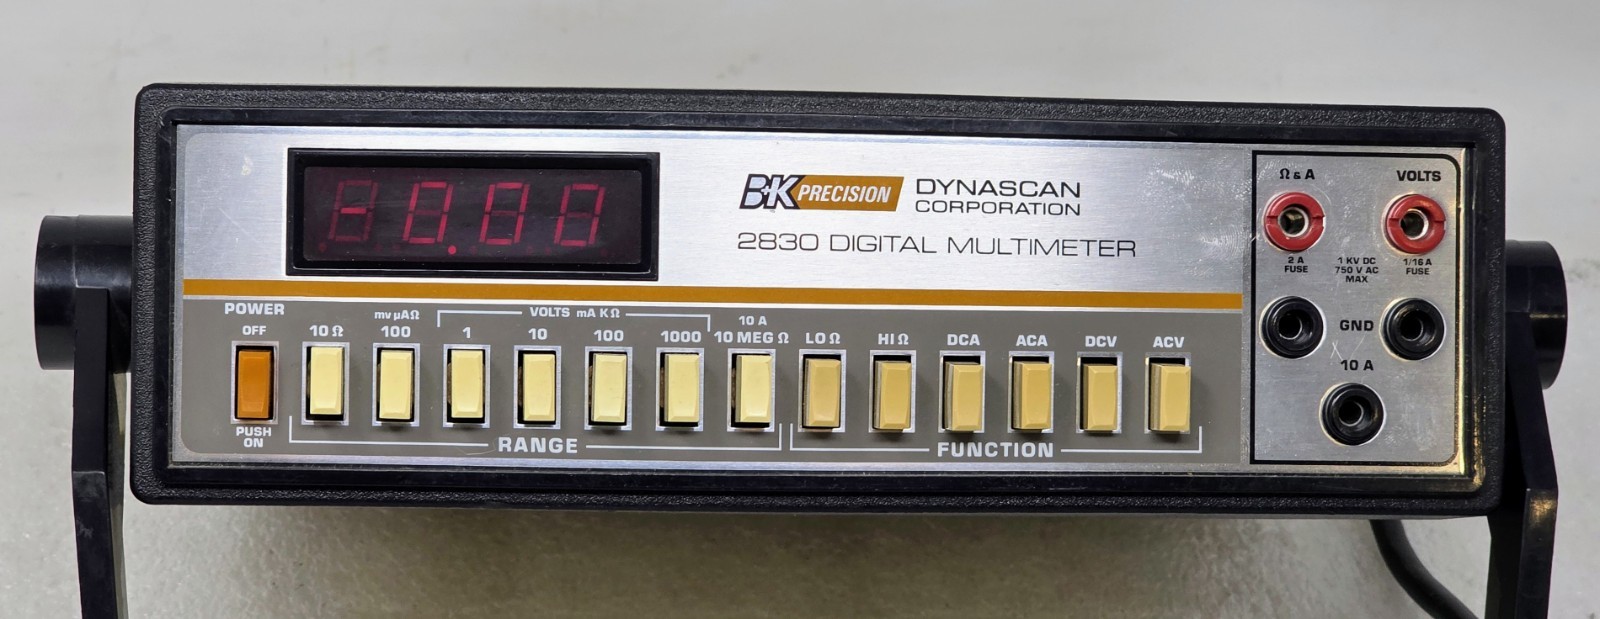 -0.00
B+K PRECISION
DYNASCAN
CORPORATION
2830 DIGITAL MULTIMETER
POWER
OFF
PUSH
ON
10 Ω
mv µAΩ
100
VOLTS mA KΩ
1
10
100
1000
10 A
10 MEG Ω
RANGE
LO Ω
HI Ω
DCA
ACA
DCV
ACV
FUNCTION
Ω & A
VOLTS
2 A
FUSE
1 KV DC
750 V AC
MAX
1/16 A
FUSE
GND
10 A